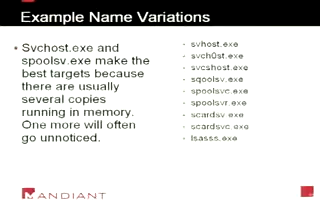 Example Name Variations
• Svchost.exe and
spoolsv.exe make the
best targets because
there are usually
several copies
running in memory.
One more will often
go unnoticed.
- svhost.exe
- svch0st.exe
- svcshost.exe
- sqoolsv.exe
- spoolsvc.exe
- spoolsvr.exe
- scardsv.exe
- scardsvc.exe
- lsasss.exe
MANDIANT